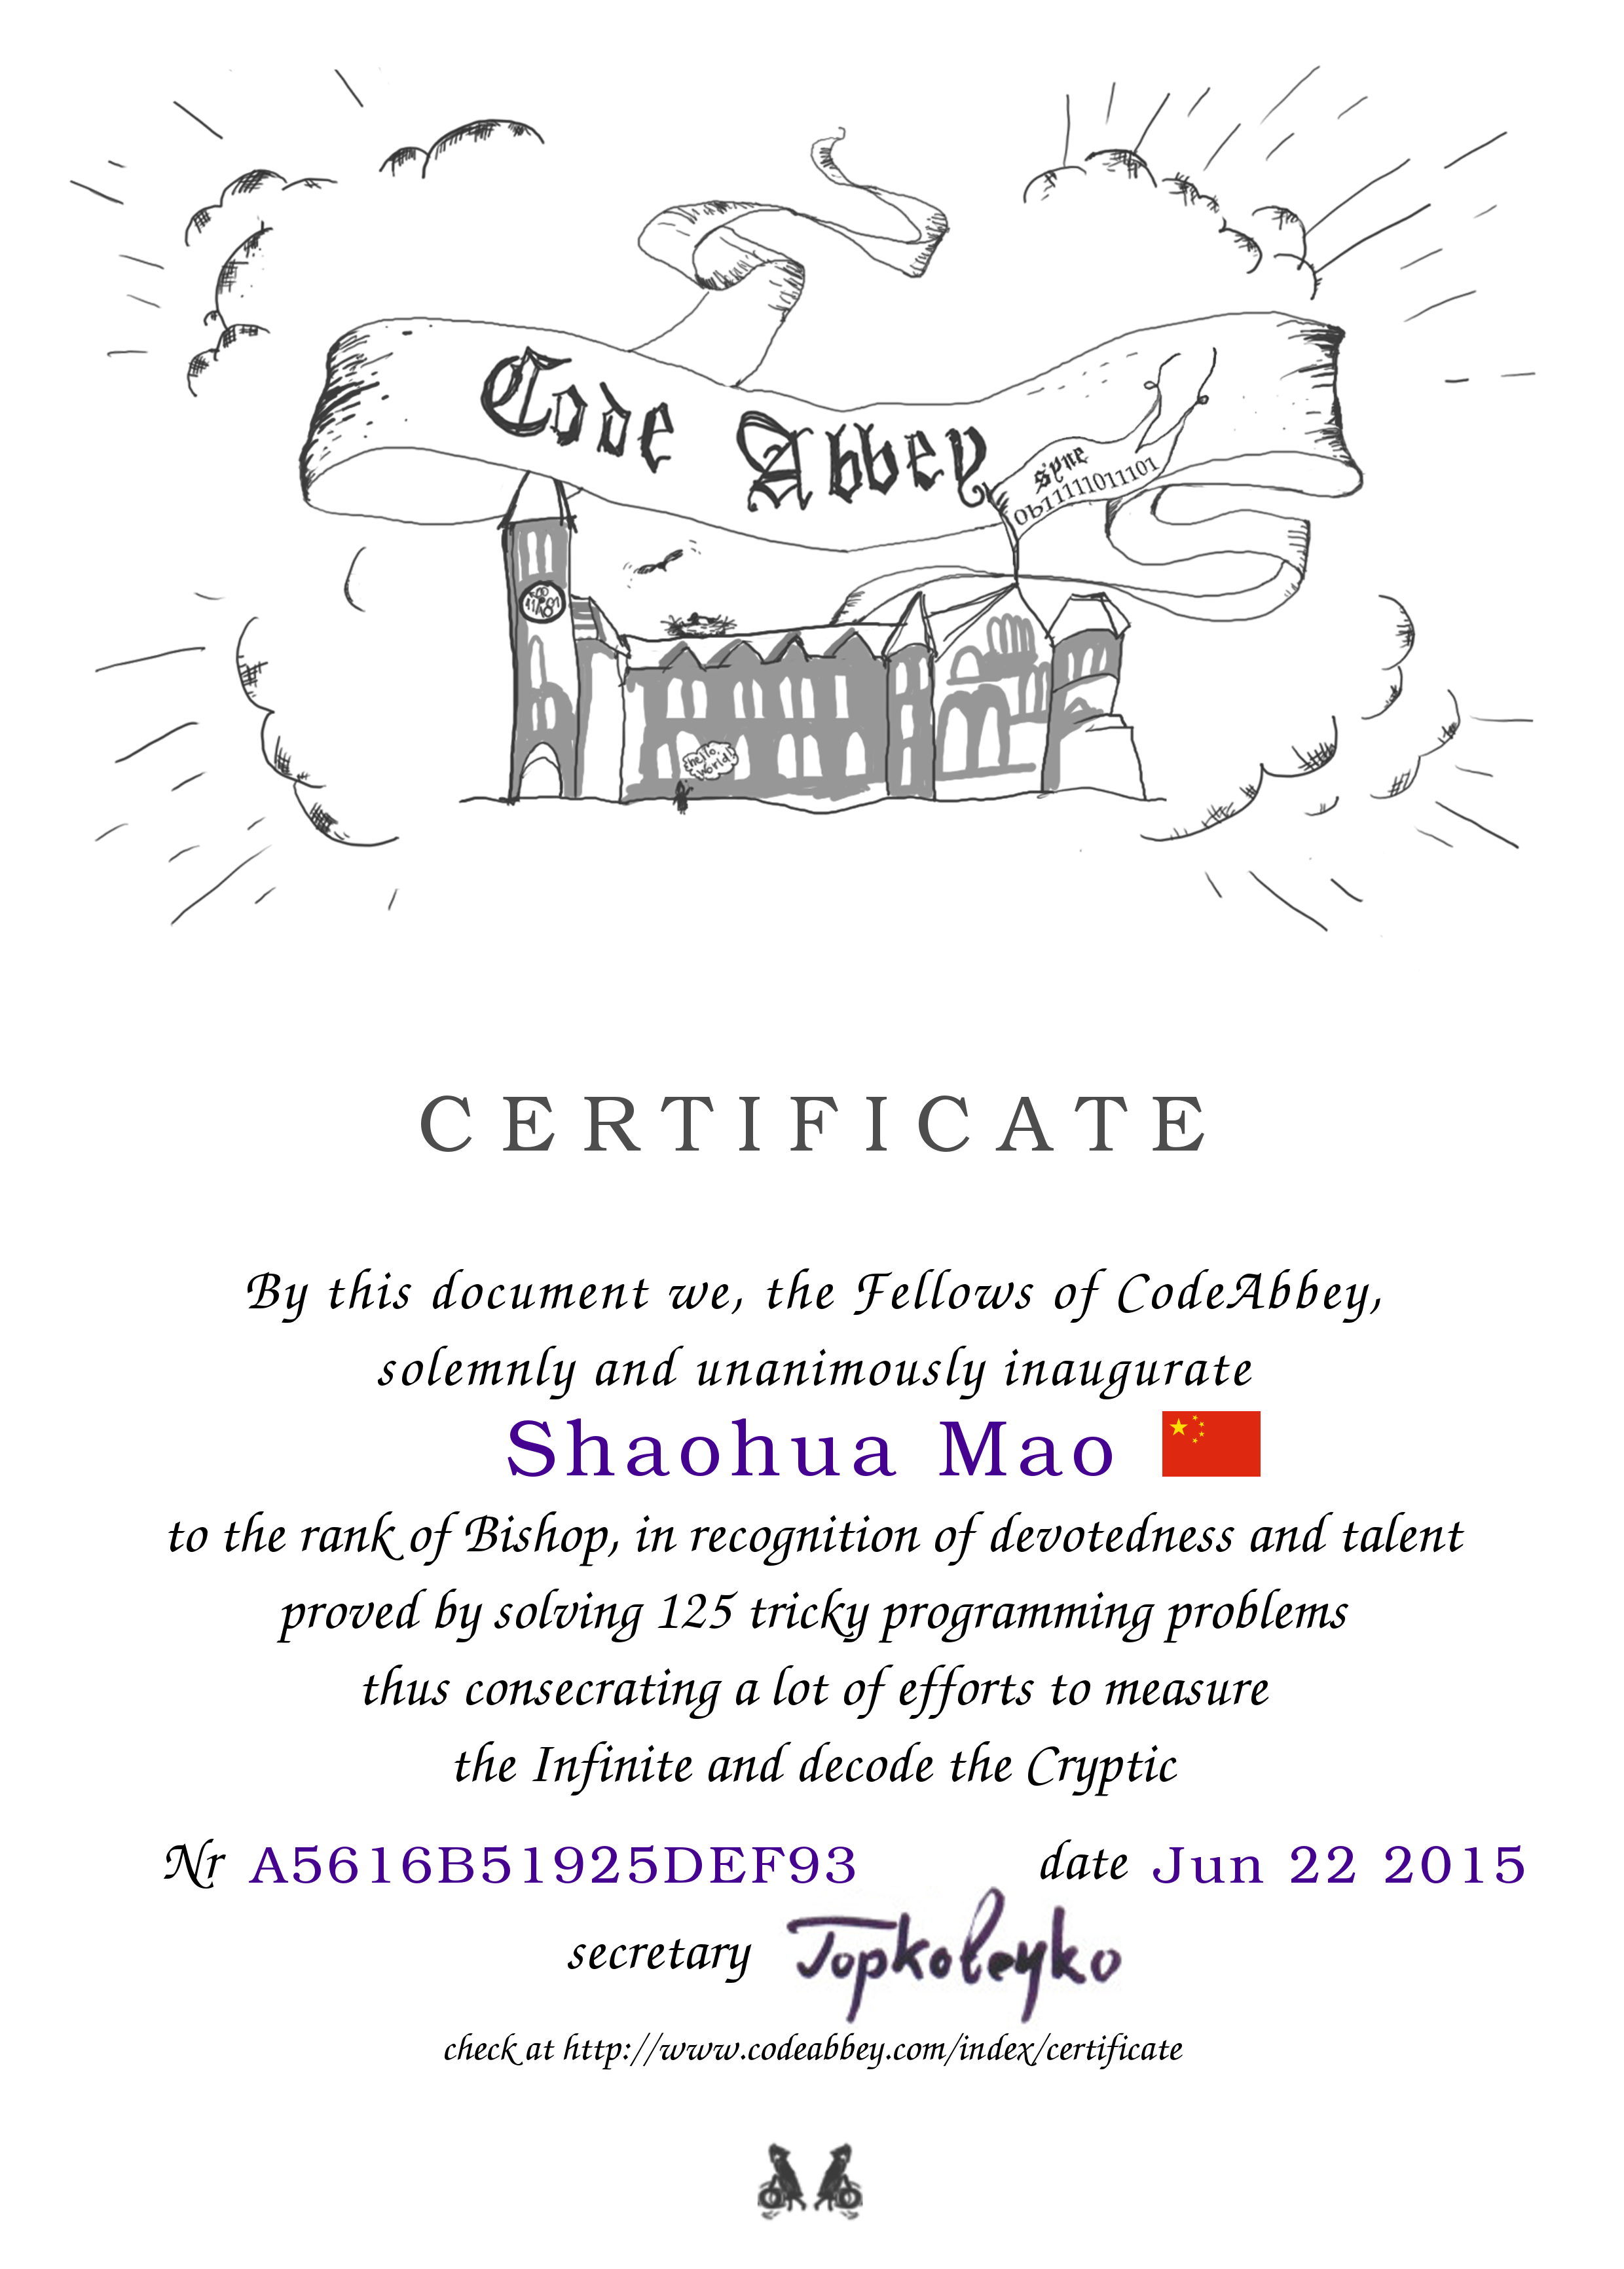 Code Abbey
syne
0b11111011101
hello,
world!
CERTIFICATE
By this document we, the Fellows of CodeAbbey,
solemnly and unanimously inaugurate
Shaohua Mao
to the rank of Bishop, in recognition of devotedness and talent
proved by solving 125 tricky programming problems
thus consecrating a lot of efforts to measure
the Infinite and decode the Cryptic
Nr A5616B51925DEF93 date Jun 22 2015
secretary
check at http://www.codeabbey.com/index/certificate